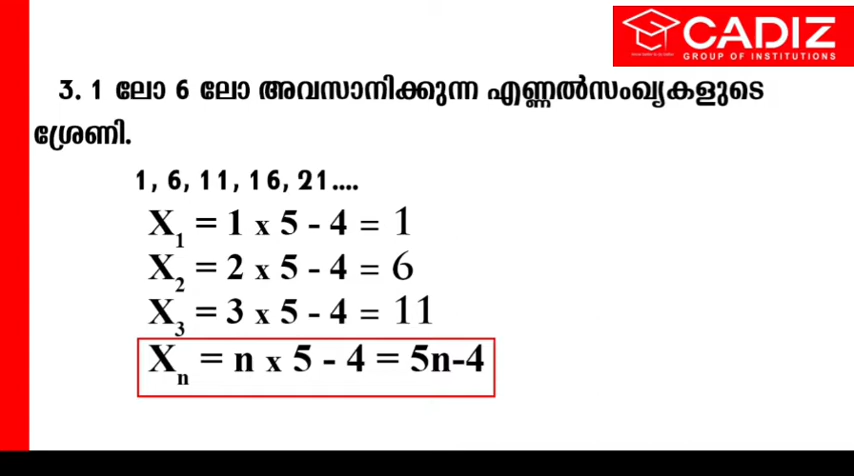 CADIZ
GROUP OF INSTITUTIONS
3. 1 ലോ 6 ലോ അവസാനിക്കുന്ന എണ്ണൽസംഖ്യകളുടെ
ശ്രേണി.
1, 6, 11, 16, 21....
X₁ = 1 x 5 - 4 = 1
X₂ = 2 x 5 - 4 = 6
X₃ = 3 x 5 - 4 = 11
Xₙ = n x 5 - 4 = 5n-4